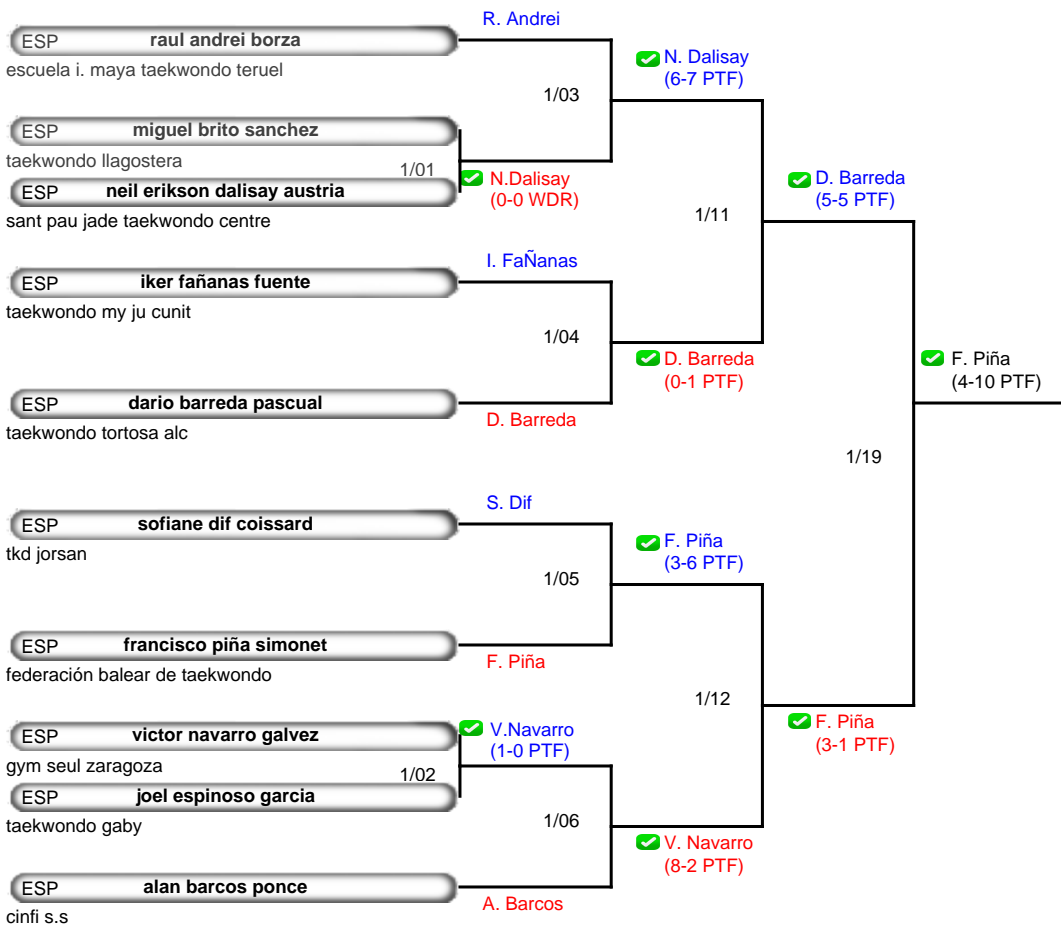 R. Andrei
ESP raul andrei borza
escuela i. maya taekwondo teruel
N. Dalisay
(6-7 PTF)
1/03
ESP miguel brito sanchez
taekwondo llagostera
1/01
ESP neil erikson dalisay austria
sant pau jade taekwondo centre
N.Dalisay
(0-0 WDR)
D. Barreda
(5-5 PTF)
1/11
I. FaÑanas
ESP iker fañanas fuente
taekwondo my ju cunit
1/04
D. Barreda
(0-1 PTF)
ESP dario barreda pascual
taekwondo tortosa alc
D. Barreda
F. Piña
(4-10 PTF)
1/19
S. Dif
ESP sofiane dif coissard
tkd jorsan
F. Piña
(3-6 PTF)
1/05
ESP francisco piña simonet
federación balear de taekwondo
F. Piña
1/12
F. Piña
(3-1 PTF)
ESP victor navarro galvez
gym seul zaragoza
V.Navarro
(1-0 PTF)
1/02
ESP joel espinoso garcia
taekwondo gaby
1/06
V. Navarro
(8-2 PTF)
ESP alan barcos ponce
cinfi s.s
A. Barcos